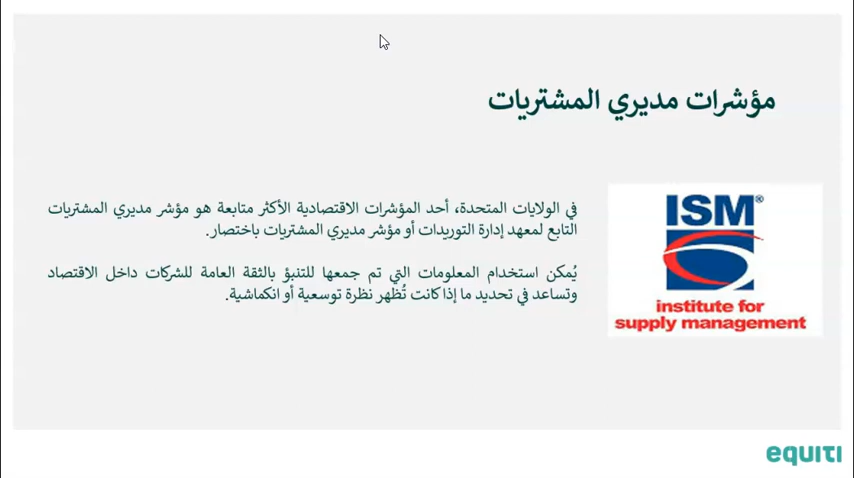 مؤشرات مديري المشتريات
في الولايات المتحدة، أحد المؤشرات الاقتصادية الأكثر متابعة هو مؤشر مديري المشتريات
التابع لمعهد إدارة التوريدات أو مؤشر مديري المشتريات باختصار.
يُمكن استخدام المعلومات التي تم جمعها للتنبؤ بالثقة العامة للشركات داخل الاقتصاد
وتساعد في تحديد ما إذا كانت تُظهر نظرة توسعية أو انكماشية.
ISM®
institute for
supply management
equiti